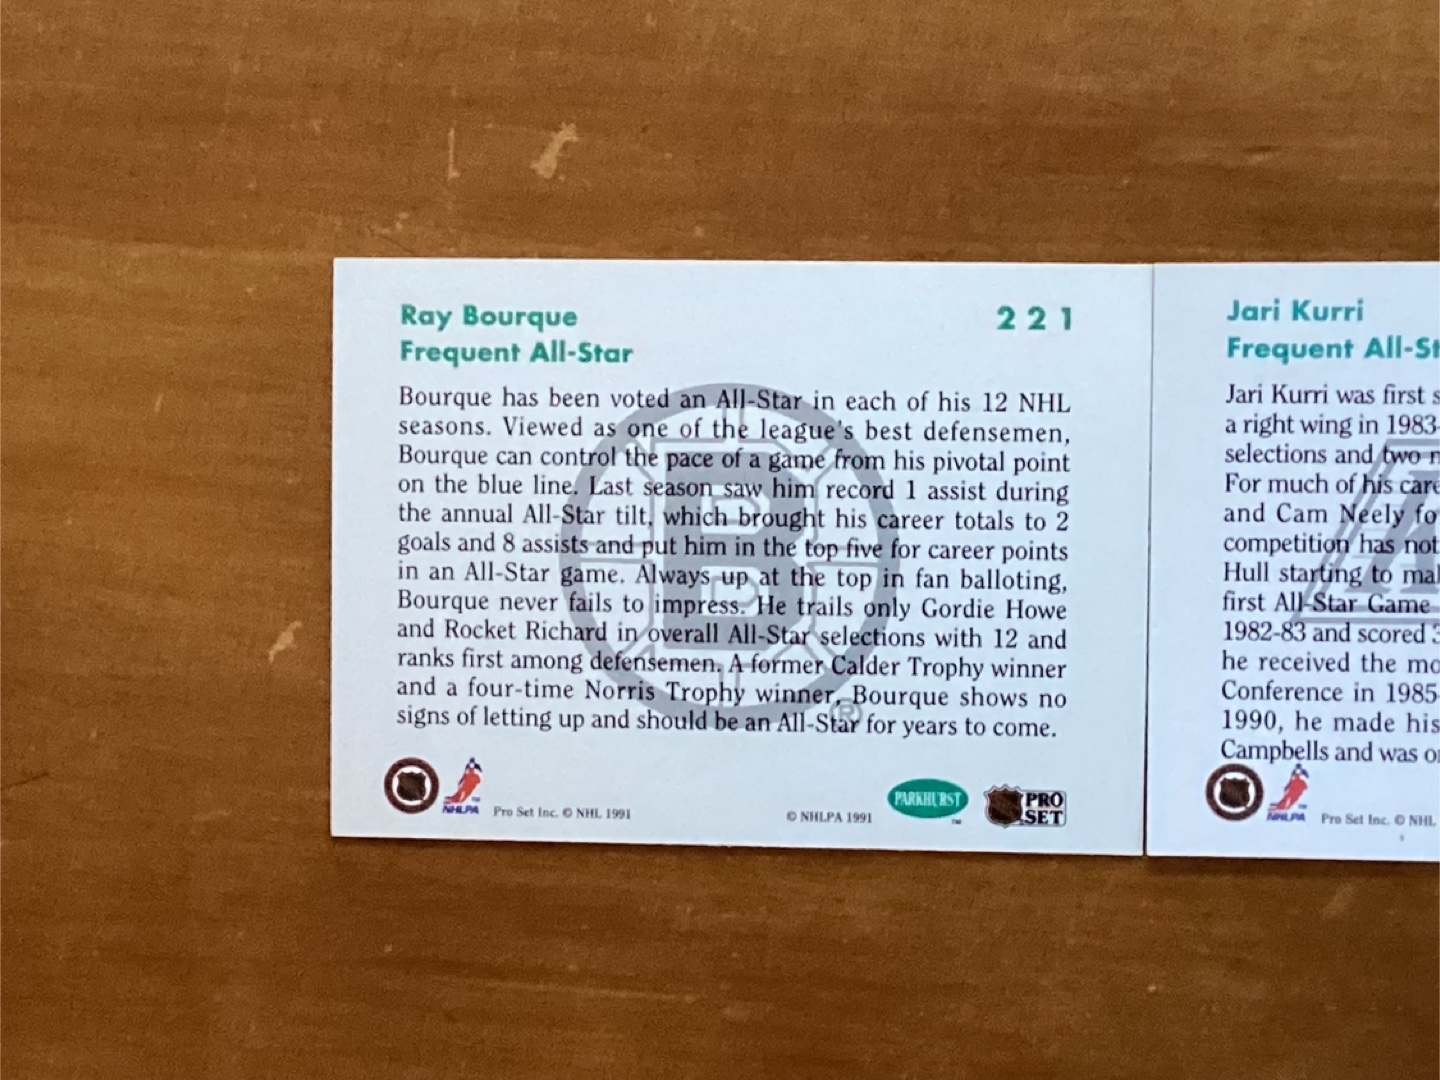 Ray Bourque
Frequent All-Star
221
Bourque has been voted an All-Star in each of his 12 NHL
seasons. Viewed as one of the league's best defensemen,
Bourque can control the pace of a game from his pivotal point
on the blue line. Last season saw him record 1 assist during
the annual All-Star tilt, which brought his career totals to 2
goals and 8 assists and put him in the top five for career points
in an All-Star game. Always up at the top in fan balloting,
Bourque never fails to impress. He trails only Gordie Howe
and Rocket Richard in overall All-Star selections with 12 and
ranks first among defensemen. A former Calder Trophy winner
and a four-time Norris Trophy winner, Bourque shows no
signs of letting up and should be an All-Star for years to come.
B
®
NHLPA
Pro Set Inc. © NHL 1991
© NHLPA 1991
PARKHURST
™
PRO
SET
Jari Kurri
Frequent All-St
Jari Kurri was first
a right wing in 1983-
selections and two
For much of his
and Cam Neely
competition has not
Hull starting to
first All-Star Game
1982-83 and scored
he received the
Conference in 1985-
1990, he made his
Campbells and was
NHLPA
Pro Set Inc. © NHL